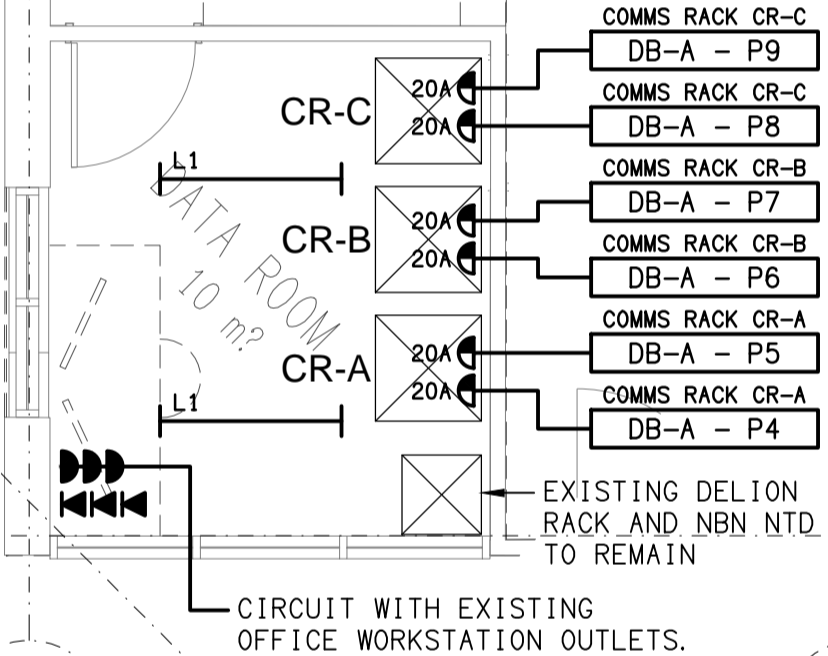 COMMS RACK CR-C
DB-A - P9
COMMS RACK CR-C
DB-A - P8
COMMS RACK CR-B
DB-A - P7
COMMS RACK CR-B
DB-A - P6
COMMS RACK CR-A
DB-A - P5
COMMS RACK CR-A
DB-A - P4
CR-C
20A
20A
L1
DATA ROOM
10 m?
CR-B
20A
20A
CR-A
20A
20A
L1
EXISTING DELION
RACK AND NBN NTD
TO REMAIN
CIRCUIT WITH EXISTING
OFFICE WORKSTATION OUTLETS.